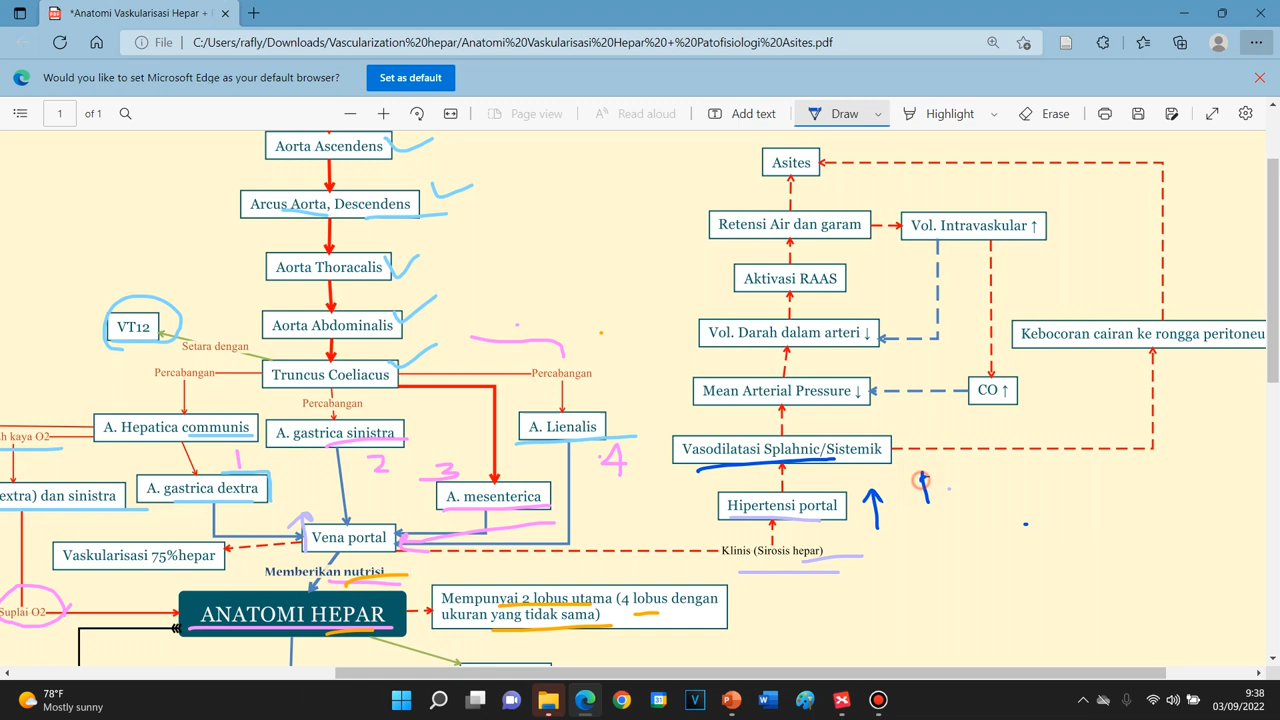 *Anatomi Vaskularisasi Hepar +
File
C:/Users/rafly/Downloads/Vascularization%20hepar/Anatomi%20Vaskularisasi%20Hepar%20+%20Patofisiologi%20Asites.pdf
Would you like to set Microsoft Edge as your default browser?
Set as default
1 of 1
Page view
Read aloud
Add text
Draw
Highlight
Erase
Aorta Ascendens
Arcus Aorta, Descendens
Aorta Thoracalis
VT12
Aorta Abdominalis
Setara dengan
Truncus Coeliacus
Percabangan
Percabangan
Percabangan
A. Hepatica communis
A. gastrica sinistra
A. Lienalis
ah kaya O2
1
2
3
4
A. gastrica dextra
A. mesenterica
extra) dan sinistra
Vena portal
Vaskularisasi 75%hepar
Memberikan nutrisi
Suplai O2
ANATOMI HEPAR
Mempunyai 2 lobus utama (4 lobus dengan
ukuran yang tidak sama)
Asites
Retensi Air dan garam
Vol. Intravaskular ↑
Aktivasi RAAS
Vol. Darah dalam arteri ↓
Kebocoran cairan ke rongga peritoneu
Mean Arterial Pressure ↓
CO ↑
Vasodilatasi Splahnic/Sistemik
Hipertensi portal
Klinis (Sirosis hepar)
78°F
Mostly sunny
9:38
03/09/2022